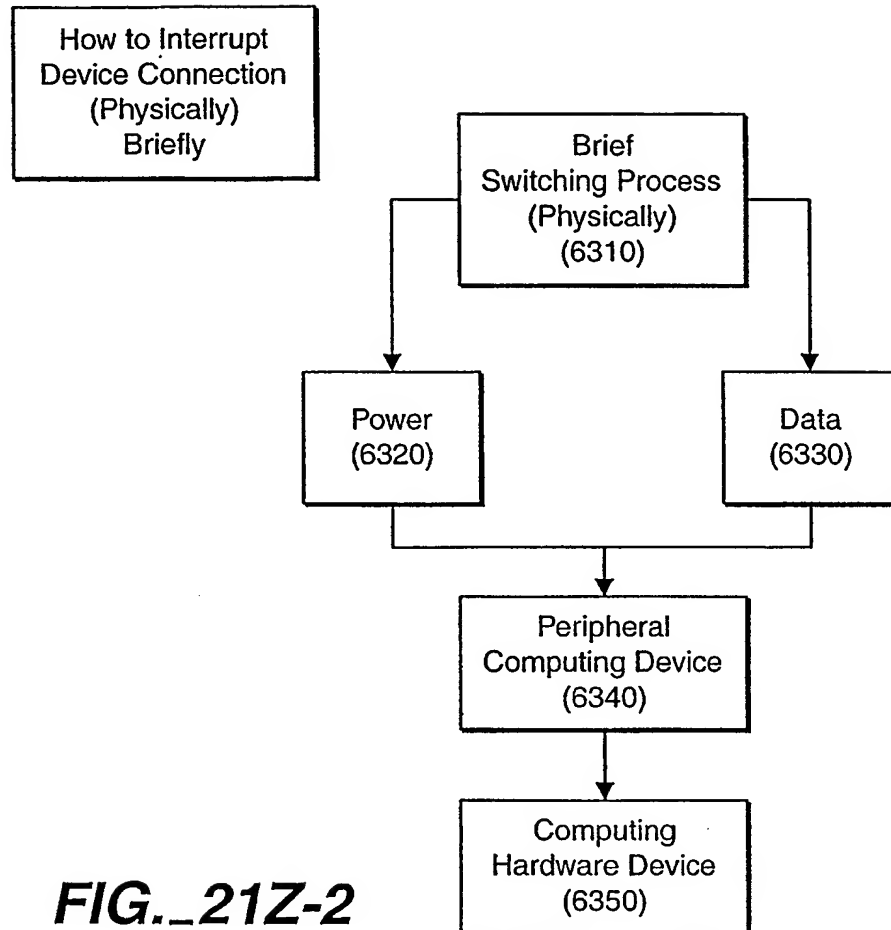 How to Interrupt
Device Connection
(Physically)
Briefly
Brief
Switching Process
(Physically)
(6310)
Power
(6320)
Data
(6330)
Peripheral
Computing Device
(6340)
Computing
Hardware Device
(6350)
FIG._21Z-2